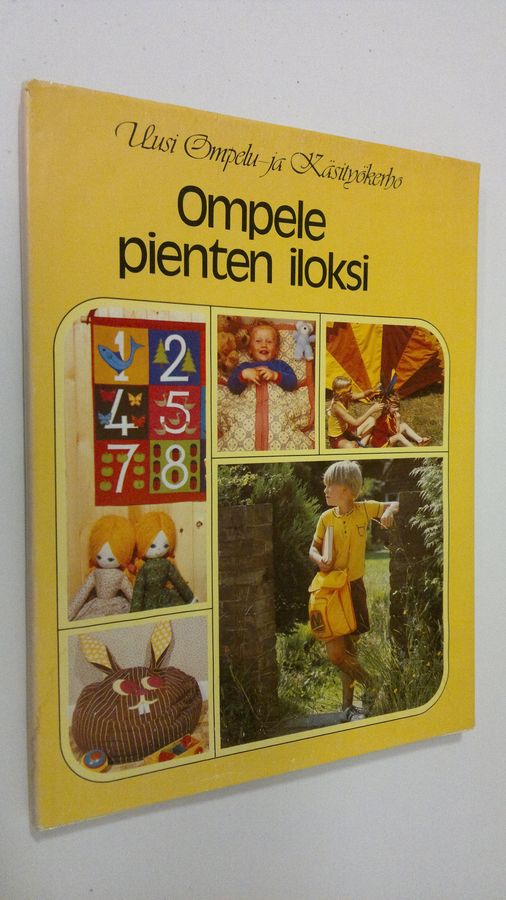 Uusi Ompelu-ja Käsityökerho
Ompele
pienten iloksi
1 2
4 5
7 8